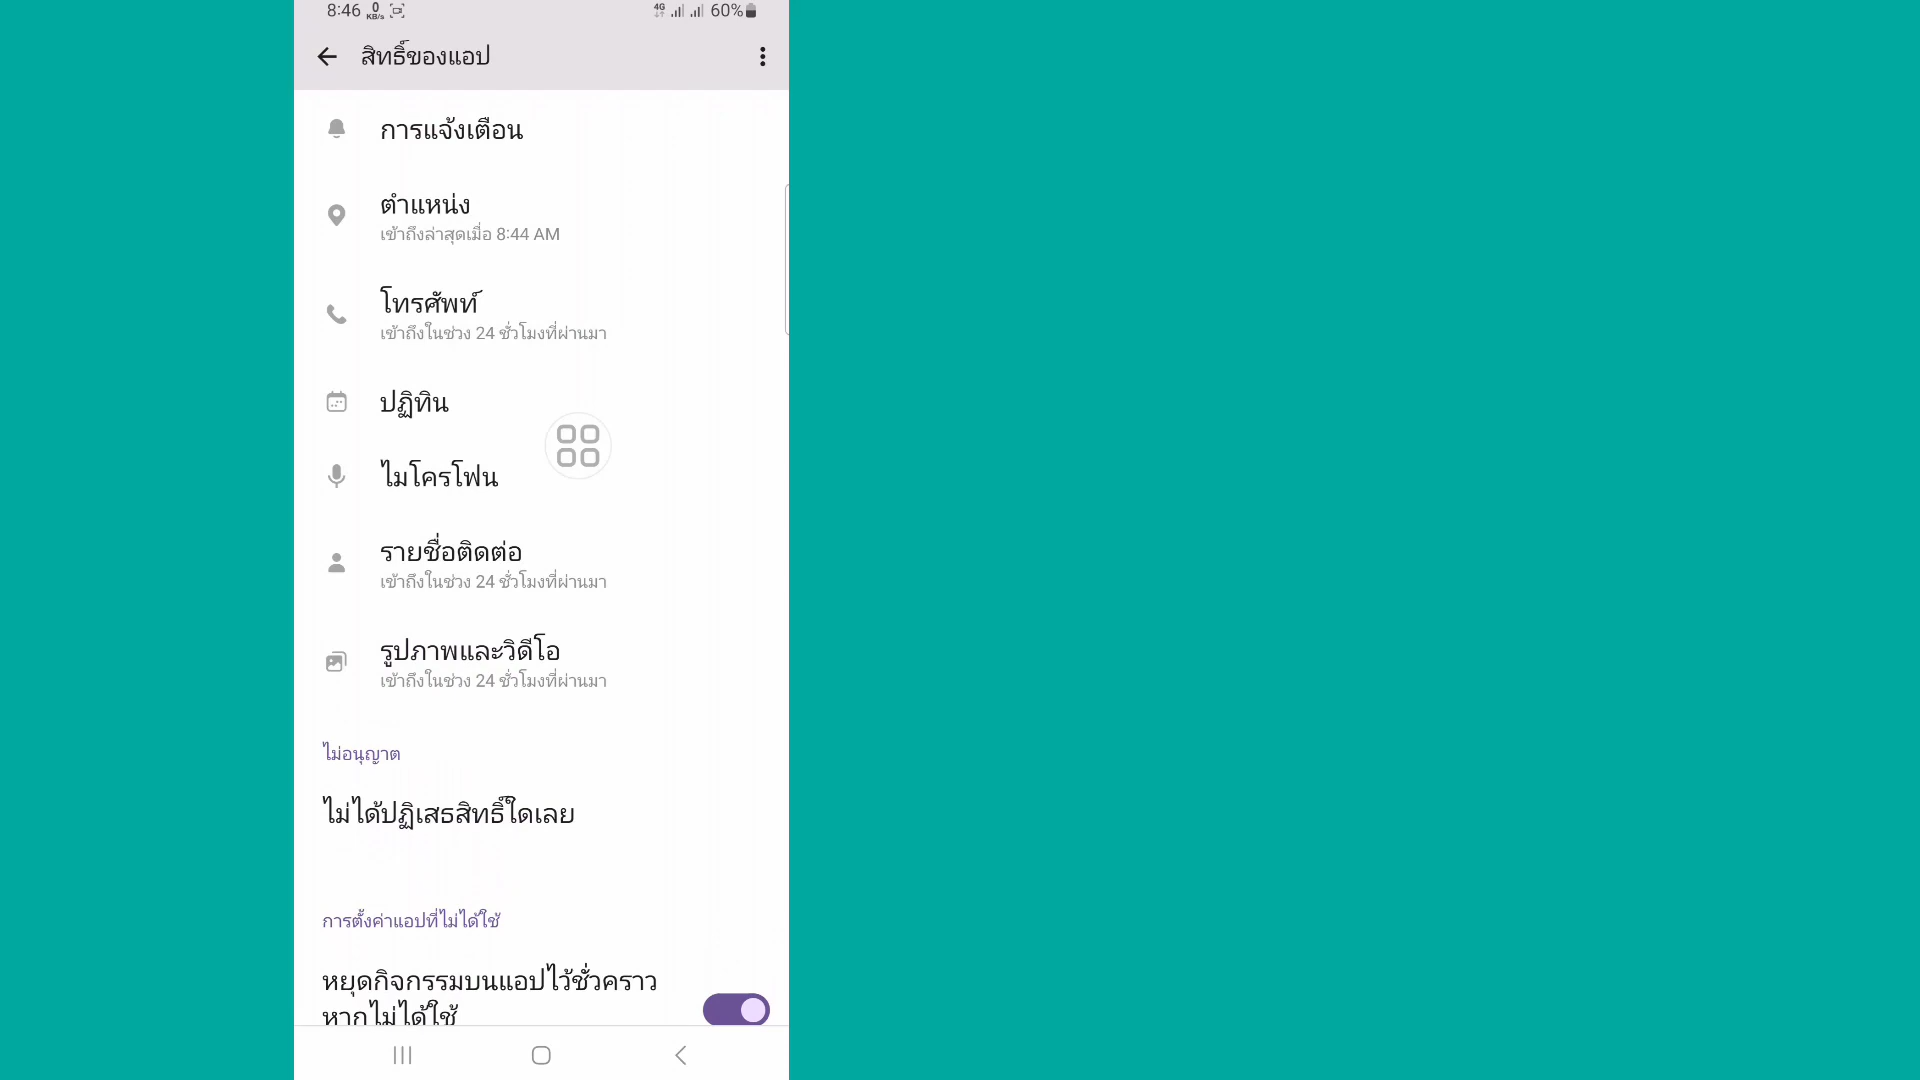 8:46 0 KB/s 4G 60%
สิทธิ์ของแอป
การแจ้งเตือน
ตำแหน่ง
เข้าถึงล่าสุดเมื่อ 8:44 AM
โทรศัพท์
เข้าถึงในช่วง 24 ชั่วโมงที่ผ่านมา
ปฏิทิน
ไมโครโฟน
รายชื่อติดต่อ
เข้าถึงในช่วง 24 ชั่วโมงที่ผ่านมา
รูปภาพและวิดีโอ
เข้าถึงในช่วง 24 ชั่วโมงที่ผ่านมา
ไม่อนุญาต
ไม่ได้ปฏิเสธสิทธิ์ใดเลย
การตั้งค่าแอปที่ไม่ได้ใช้
หยุดกิจกรรมบนแอปไว้ชั่วคราว
หากไม่ได้ใช้